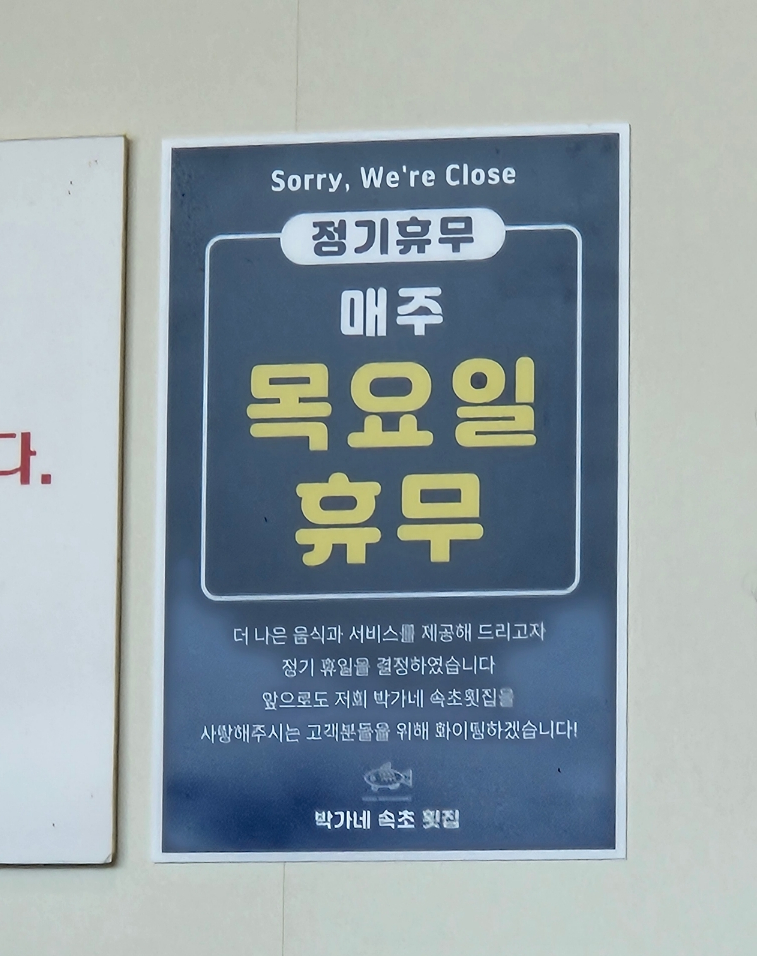 Sorry, We're Close
정기휴무
매주
목요일
휴무
더 나은 음식과 서비스를 제공해 드리고자
정기 휴일을 결정하였습니다
앞으로도 저희 박가네 속초횟집을
사랑해주시는 고객분들을 위해 화이팅하겠습니다!
박가네 속초 횟집
다.